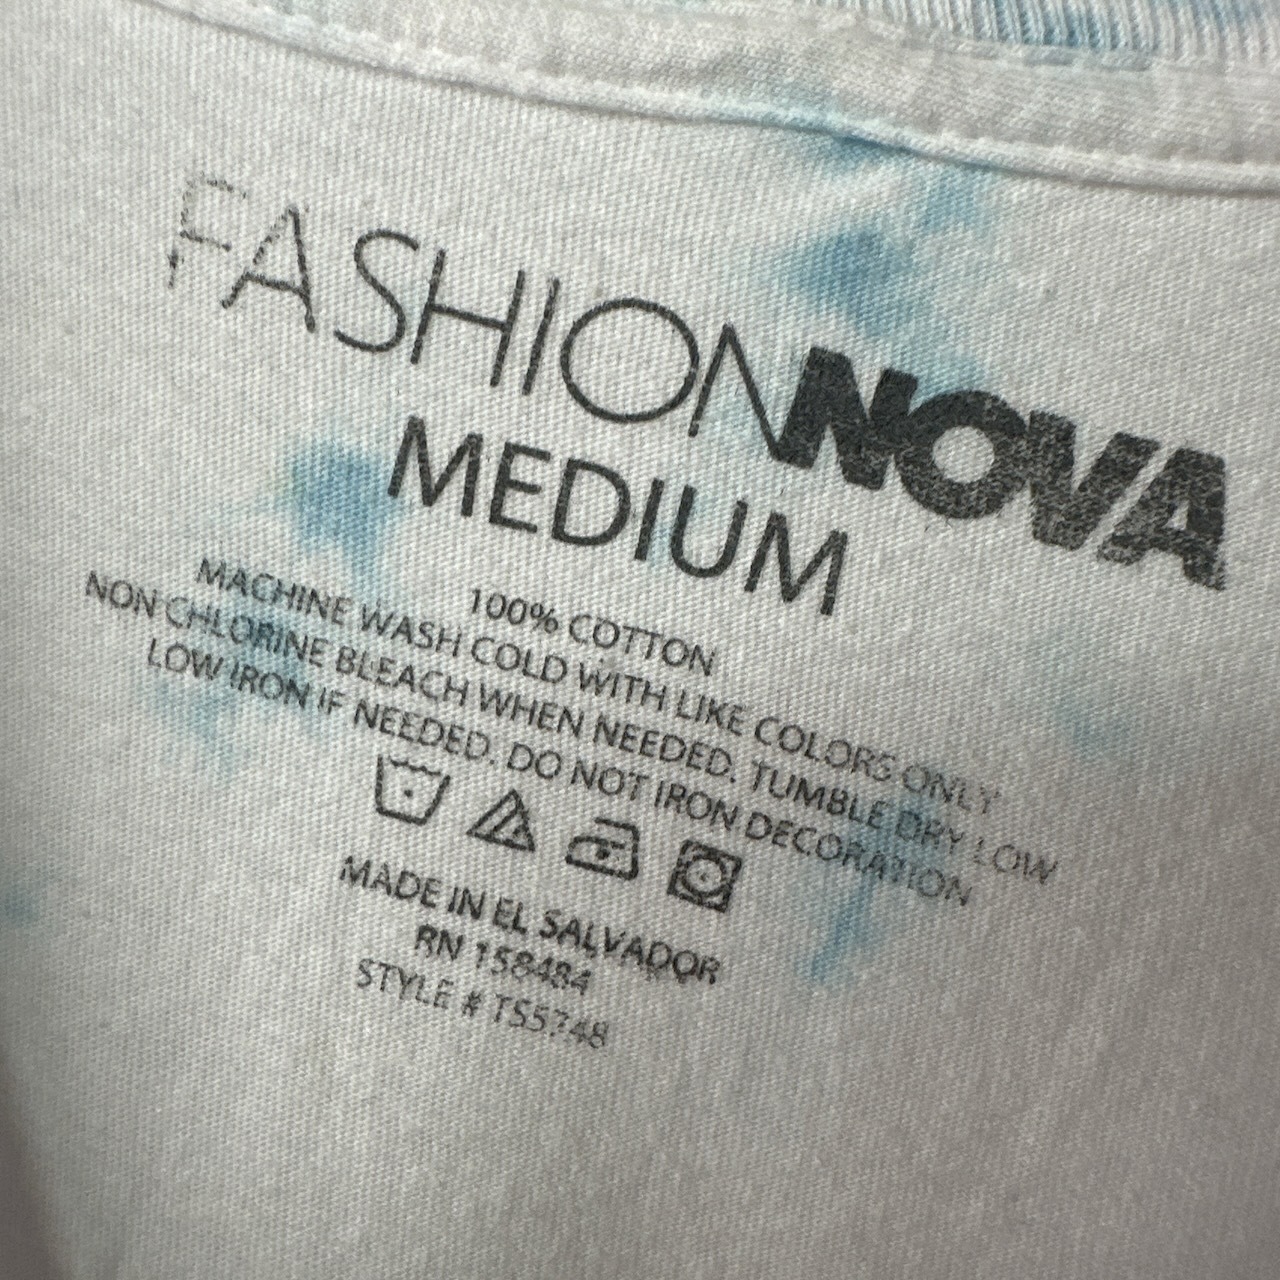 FASHIONNOVA
MEDIUM
100% COTTON
MACHINE WASH COLD WITH LIKE COLORS ONLY
NON CHLORINE BLEACH WHEN NEEDED. TUMBLE DRY LOW
LOW IRON IF NEEDED. DO NOT IRON DECORATION
MADE IN EL SALVADOR
RN 158484
STYLE # TS5748